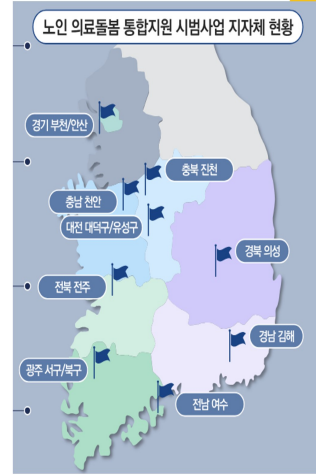 노인 의료돌봄 통합지원 시범사업 지자체 현황
경기 부천/안산
충북 진천
충남 천안
대전 대덕구/유성구
경북 의성
전북 전주
경남 김해
광주 서구/북구
전남 여수